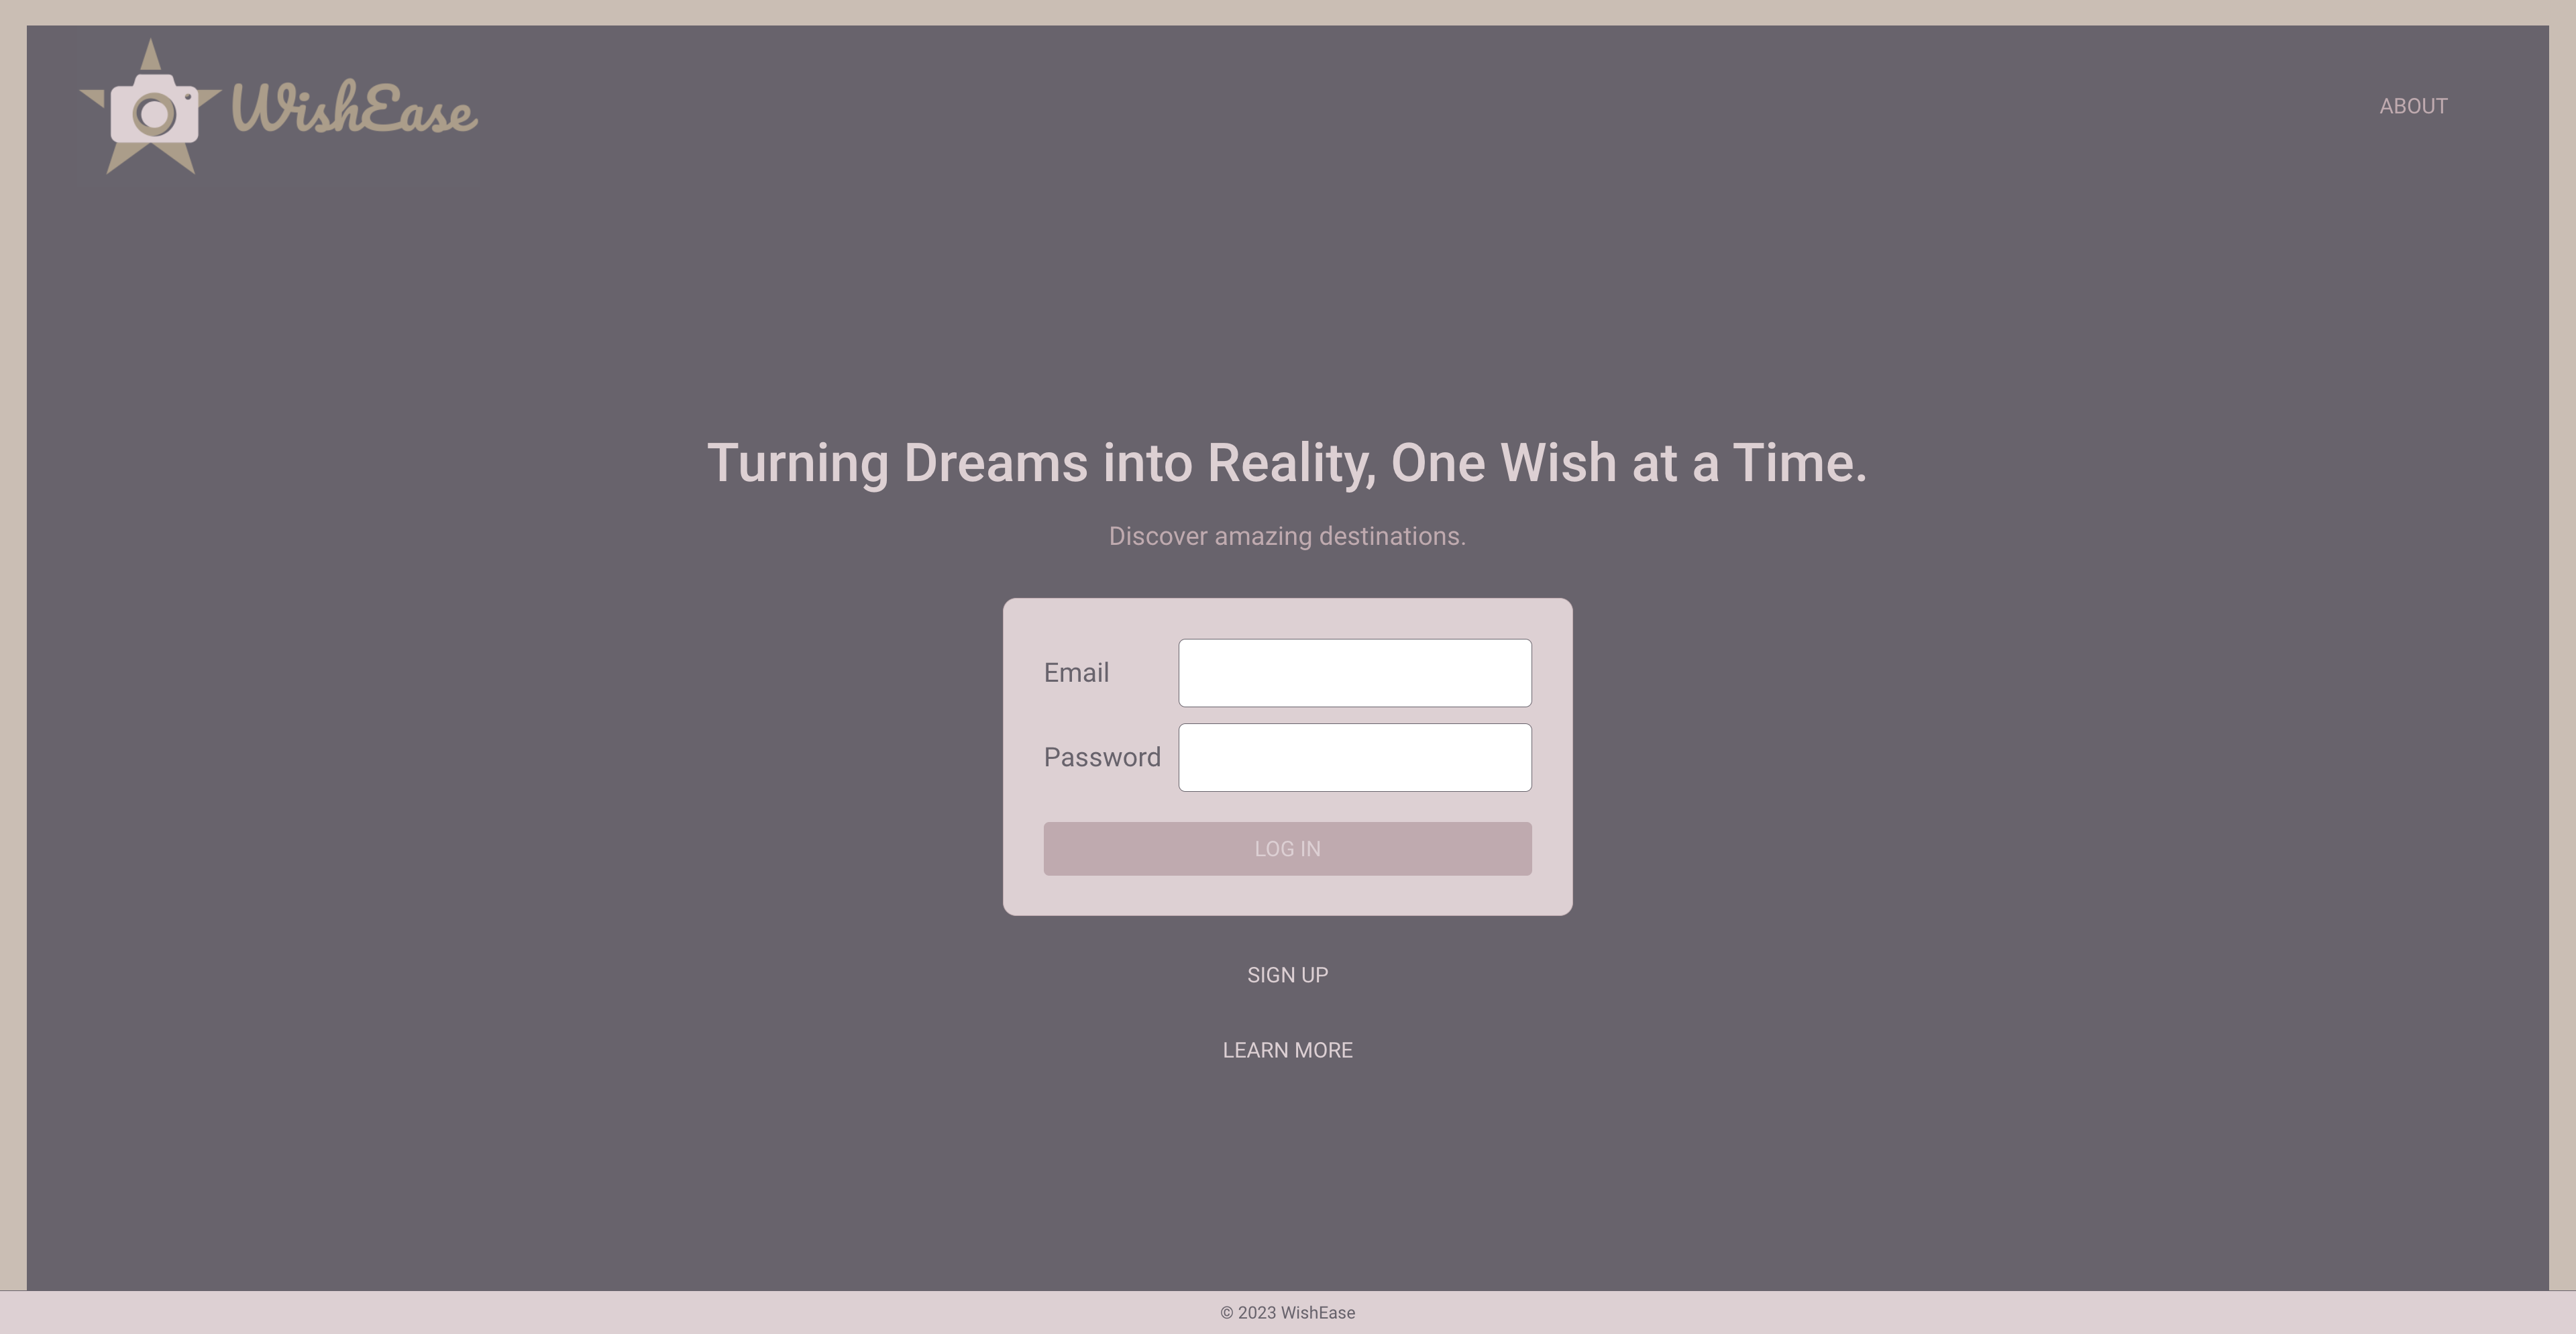 WishEase
ABOUT
Turning Dreams into Reality, One Wish at a Time.
Discover amazing destinations.
Email
Password
LOG IN
SIGN UP
LEARN MORE
© 2023 WishEase